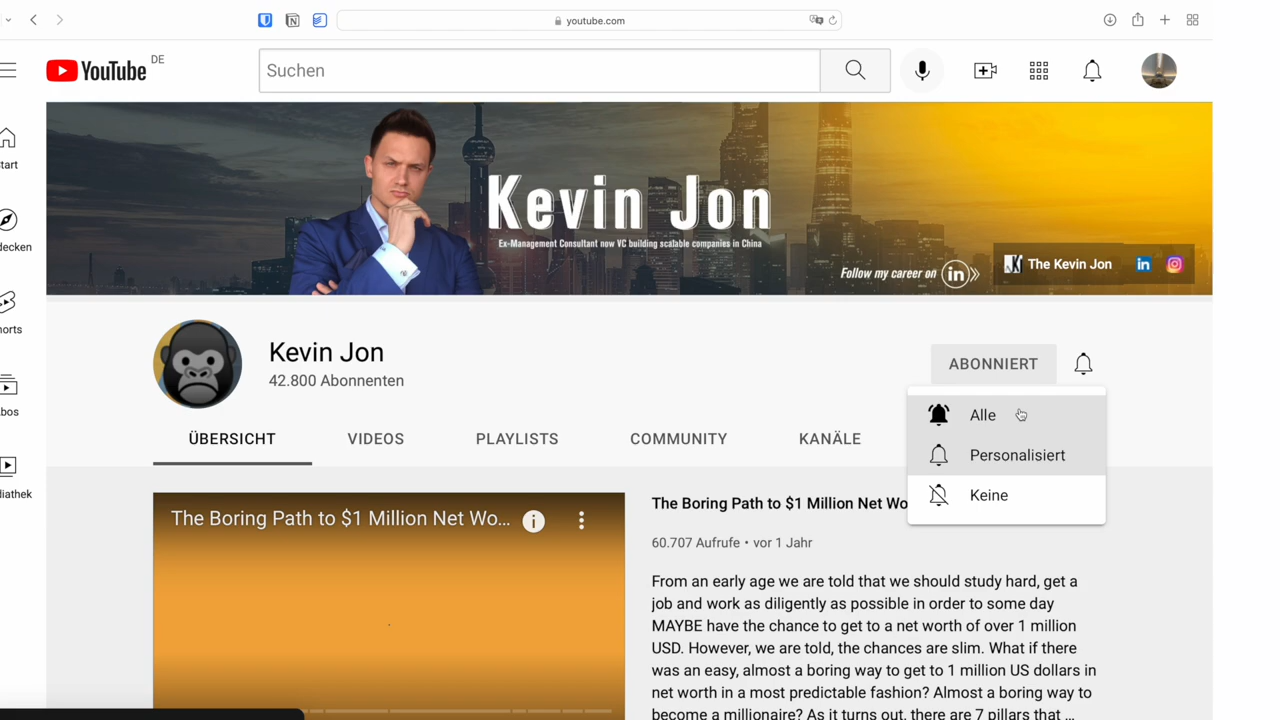 youtube.com
YouTube DE
Suchen
Start
decken
horts
Abos
diathek
Kevin Jon
Ex-Management Consultant now VC building scalable companies in China
Follow my career on in
JK The Kevin Jon in
Kevin Jon
42.800 Abonnenten
ABONNIERT
Alle
Personalisiert
Keine
ÜBERSICHT VIDEOS PLAYLISTS COMMUNITY KANÄLE
The Boring Path to $1 Million Net Wo...
The Boring Path to $1 Million Net Wo
60.707 Aufrufe • vor 1 Jahr
From an early age we are told that we should study hard, get a
job and work as diligently as possible in order to some day
MAYBE have the chance to get to a net worth of over 1 million
USD. However, we are told, the chances are slim. What if there
was an easy, almost a boring way to get to 1 million US dollars in
net worth in a most predictable fashion? Almost a boring way to
become a millionaire? As it turns out, there are 7 pillars that ...